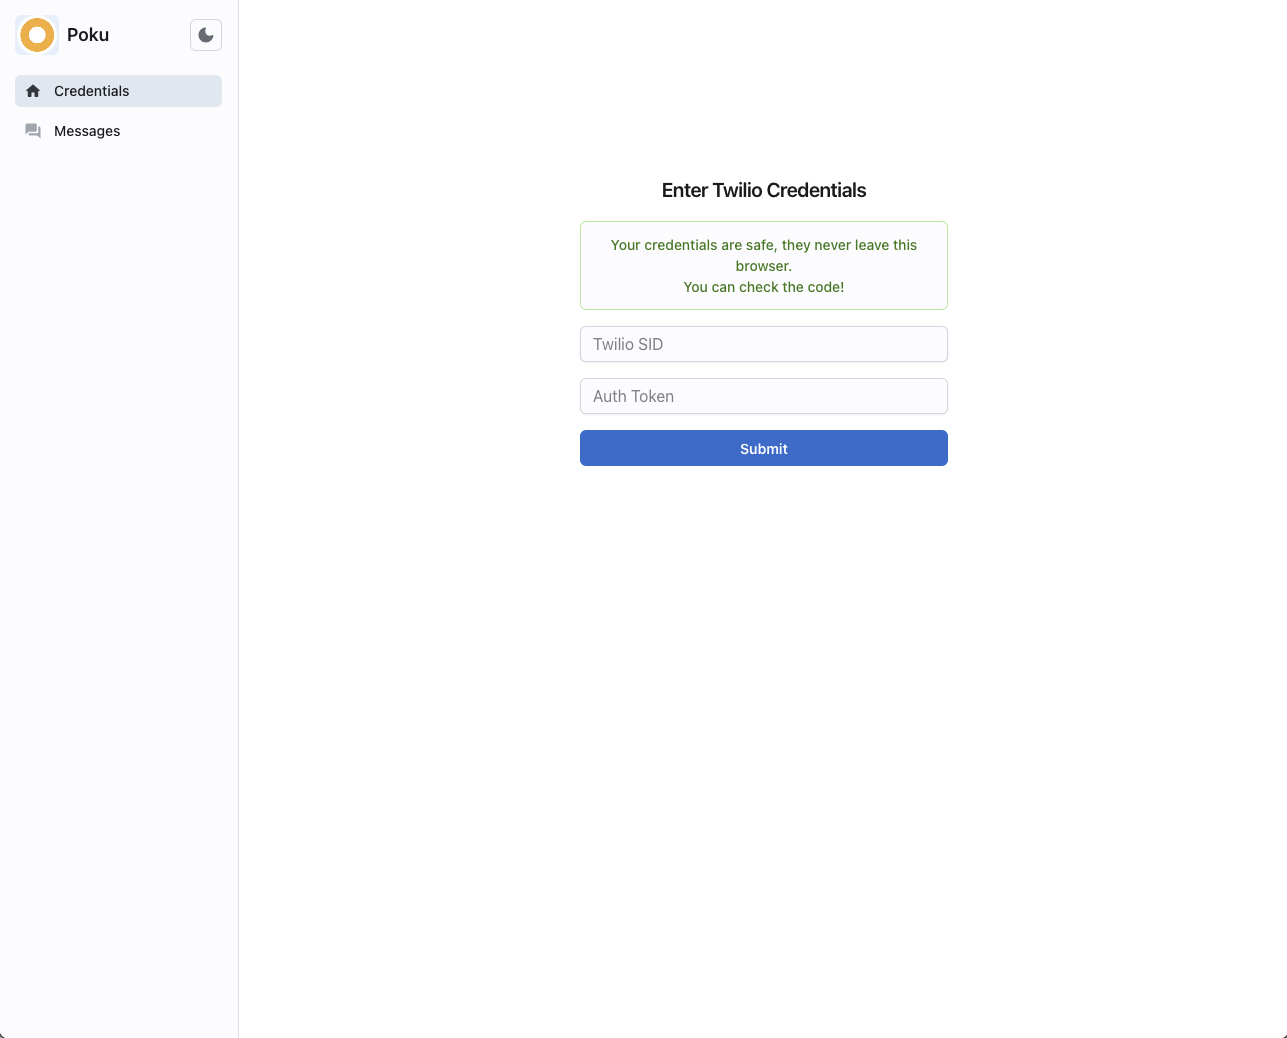 Poku
Credentials
Messages
Enter Twilio Credentials
Your credentials are safe, they never leave this
browser.
You can check the code!
Twilio SID
Auth Token
Submit